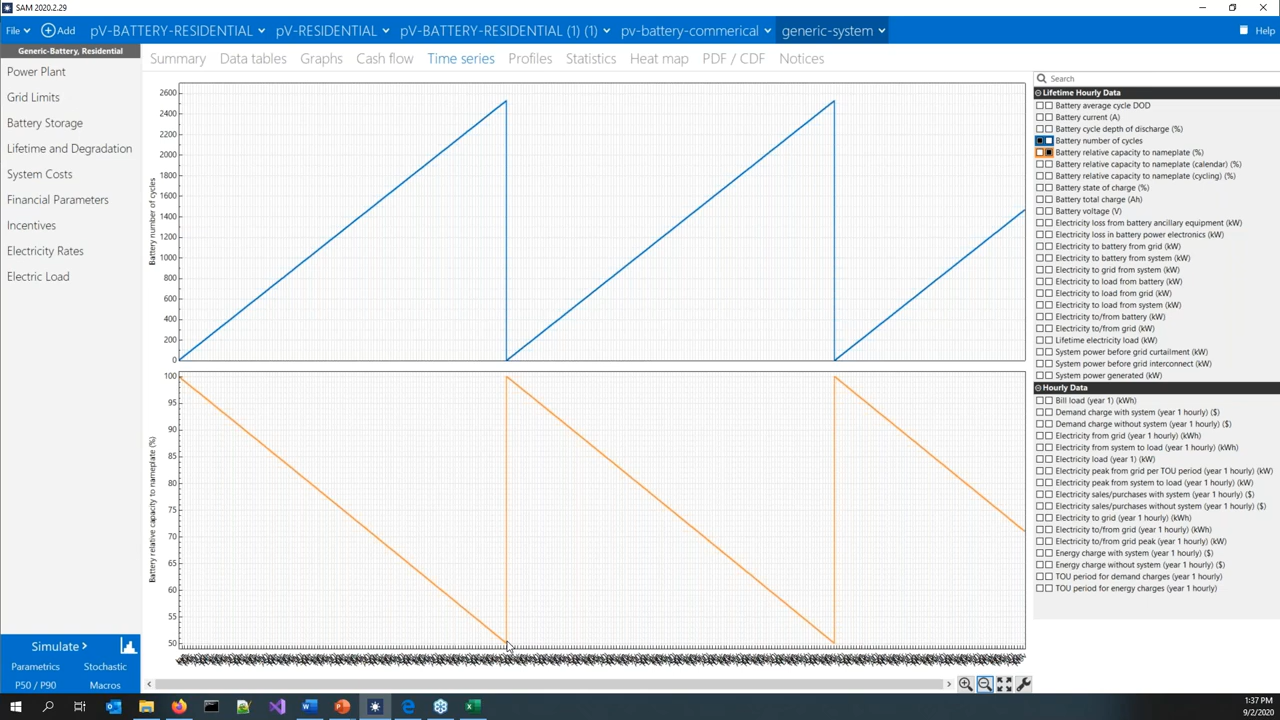 SAM 2020.2.29
File
Add
pV-BATTERY-RESIDENTIAL
pV-RESIDENTIAL
pV-BATTERY-RESIDENTIAL (1) (1)
pv-battery-commerical
generic-system
Help
Generic-Battery, Residential
Power Plant
Grid Limits
Battery Storage
Lifetime and Degradation
System Costs
Financial Parameters
Incentives
Electricity Rates
Electric Load
Simulate >
Parametrics
Stochastic
P50 / P90
Macros
Summary
Data tables
Graphs
Cash flow
Time series
Profiles
Statistics
Heat map
PDF / CDF
Notices
Battery number of cycles
2600
2400
2200
2000
1800
1600
1400
1200
1000
800
600
400
200
0
Battery relative capacity to nameplate (%)
100
95
90
85
80
75
70
65
60
55
50
Search
Lifetime Hourly Data
Battery average cycle DOD
Battery current (A)
Battery cycle depth of discharge (%)
Battery number of cycles
Battery relative capacity to nameplate (%)
Battery relative capacity to nameplate (calendar) (%)
Battery relative capacity to nameplate (cycling) (%)
Battery state of charge (%)
Battery total charge (Ah)
Battery voltage (V)
Electricity loss from battery ancillary equipment (kW)
Electricity loss in battery power electronics (kW)
Electricity to battery from grid (kW)
Electricity to battery from system (kW)
Electricity to grid from system (kW)
Electricity to load from battery (kW)
Electricity to load from grid (kW)
Electricity to load from system (kW)
Electricity to/from battery (kW)
Electricity to/from grid (kW)
Lifetime electricity load (kW)
System power before grid curtailment (kW)
System power before grid interconnect (kW)
System power generated (kW)
Hourly Data
Bill load (year 1) (kWh)
Demand charge with system (year 1 hourly) ($)
Demand charge without system (year 1 hourly) ($)
Electricity from grid (year 1 hourly) (kWh)
Electricity from system to load (year 1 hourly) (kWh)
Electricity load (year 1) (kW)
Electricity peak from grid per TOU period (year 1 hourly) (kW)
Electricity peak from system to load (year 1 hourly) (kW)
Electricity sales/purchases with system (year 1 hourly) ($)
Electricity sales/purchases without system (year 1 hourly) ($)
Electricity to grid (year 1 hourly) (kWh)
Electricity to/from grid (year 1 hourly) (kWh)
Electricity to/from grid peak (year 1 hourly) (kW)
Energy charge with system (year 1 hourly) ($)
Energy charge without system (year 1 hourly) ($)
TOU period for demand charges (year 1 hourly)
TOU period for energy charges (year 1 hourly)
1:37 PM
9/2/2020